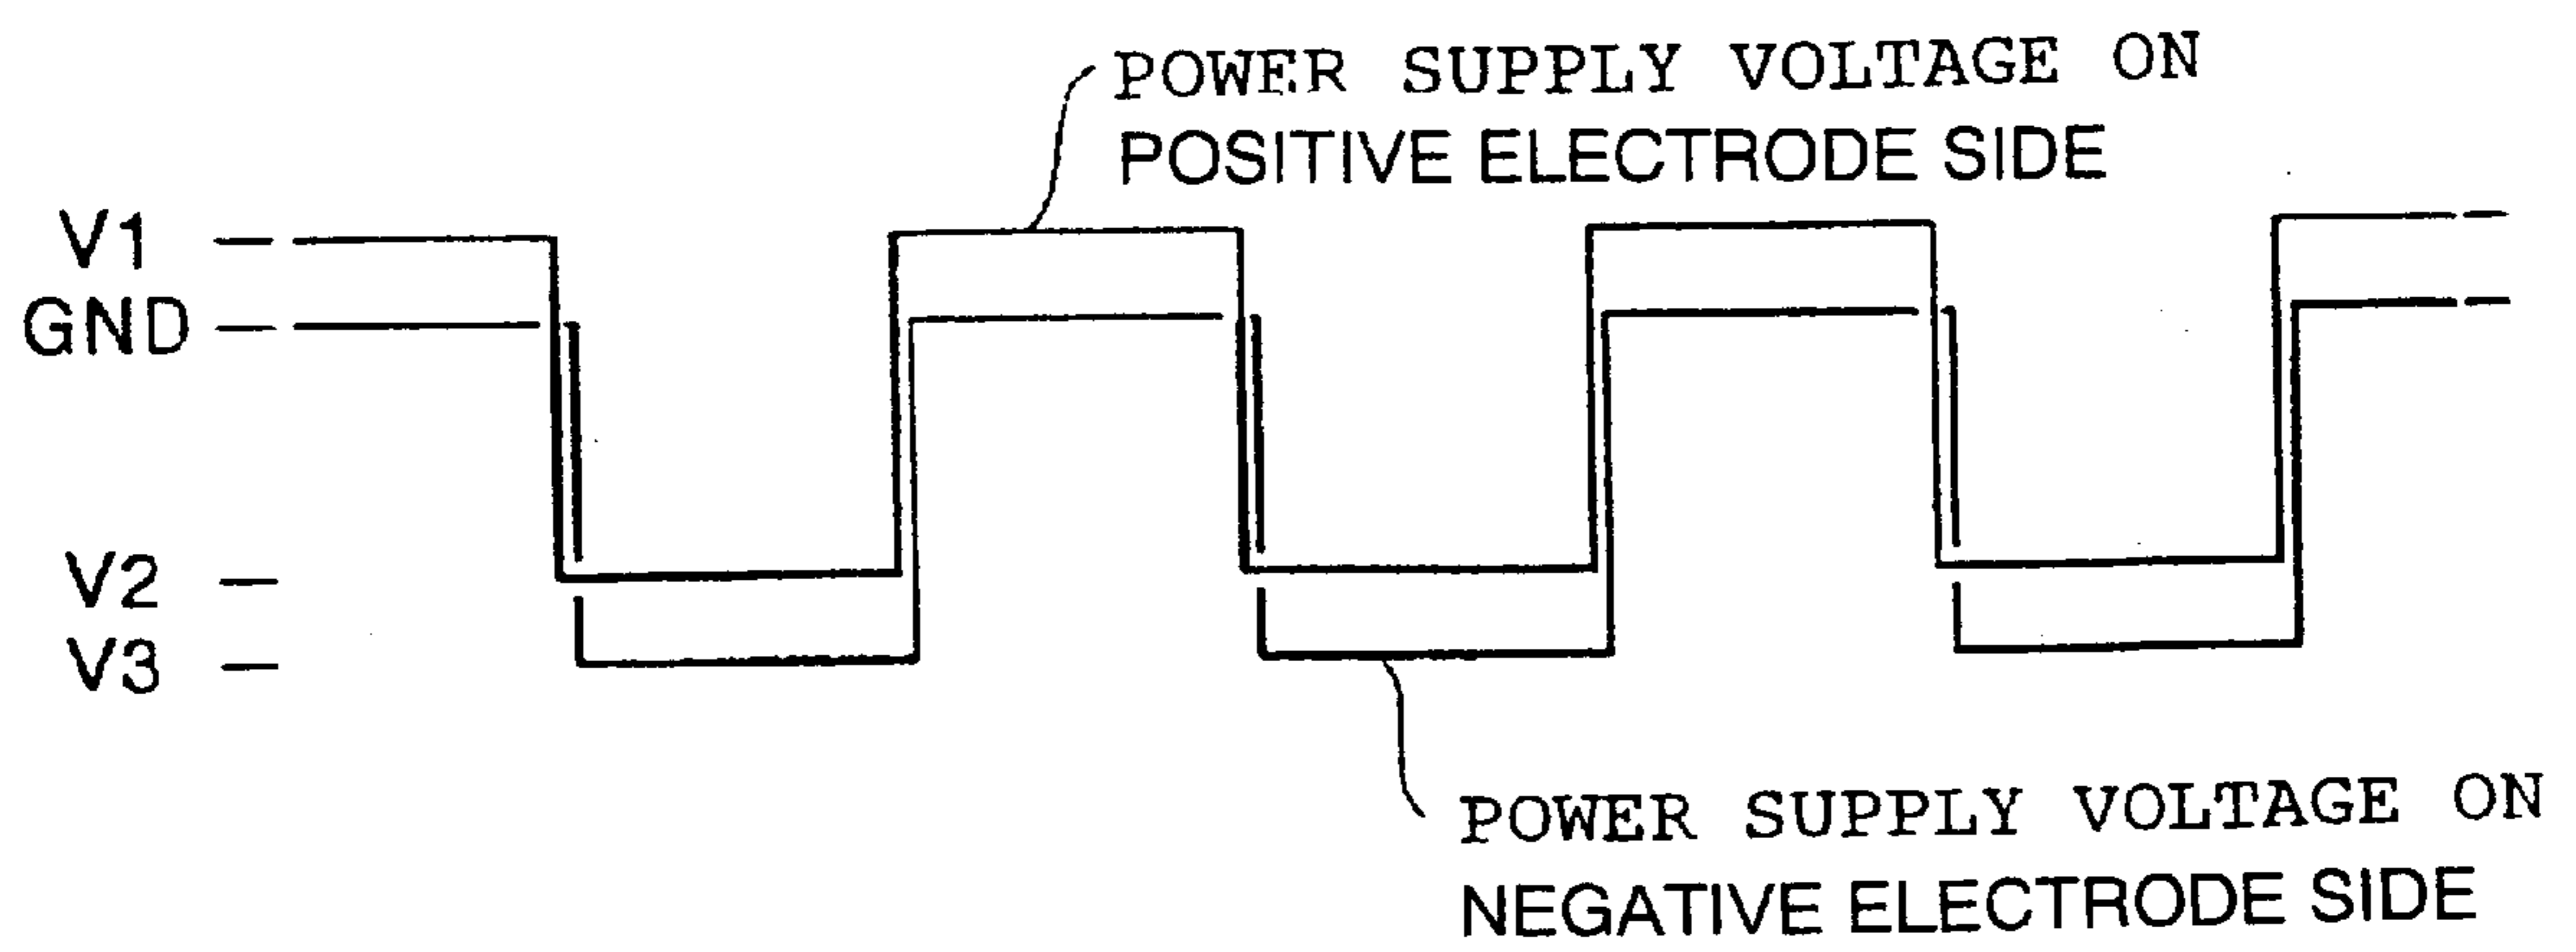 POWER SUPPLY VOLTAGE ON
POSITIVE ELECTRODE SIDE
V1
GND
V2
V3
POWER SUPPLY VOLTAGE ON
NEGATIVE ELECTRODE SIDE